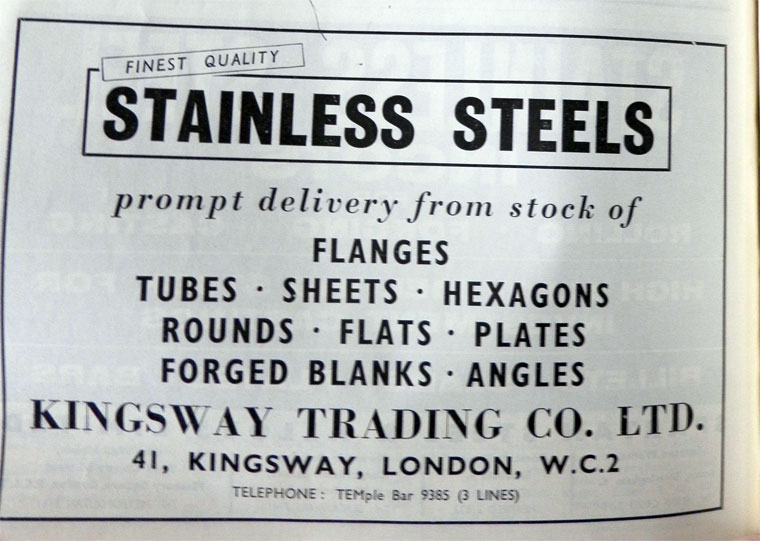 FINEST QUALITY
STAINLESS STEELS
prompt delivery from stock of
FLANGES
TUBES · SHEETS · HEXAGONS
ROUNDS · FLATS · PLATES
FORGED BLANKS · ANGLES
KINGSWAY TRADING CO. LTD.
41, KINGSWAY, LONDON, W.C.2
TELEPHONE: TEMple Bar 9385 (3 LINES)